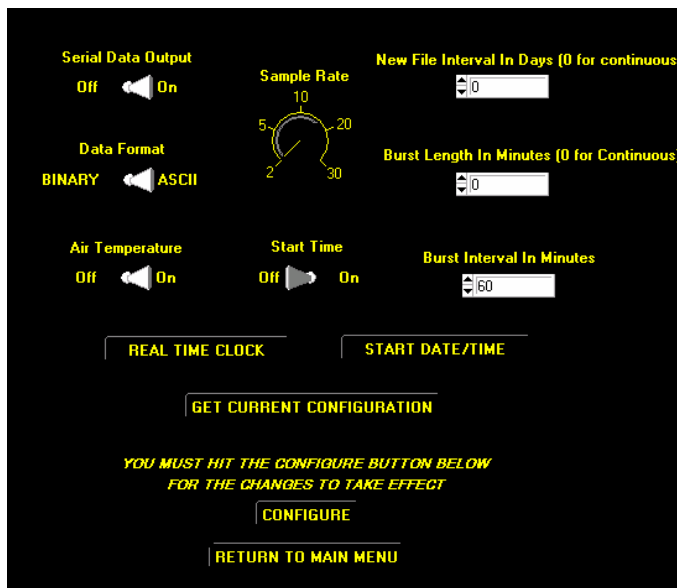 Serial Data Output
Off On
Sample Rate
2 5 10 20 30
New File Interval In Days (0 for continuous
0
Data Format
BINARY ASCII
Burst Length In Minutes (0 for Continuous)
0
Air Temperature
Off On
Start Time
Off On
Burst Interval In Minutes
60
REAL TIME CLOCK
START DATE/TIME
GET CURRENT CONFIGURATION
YOU MUST HIT THE CONFIGURE BUTTON BELOW
FOR THE CHANGES TO TAKE EFFECT
CONFIGURE
RETURN TO MAIN MENU